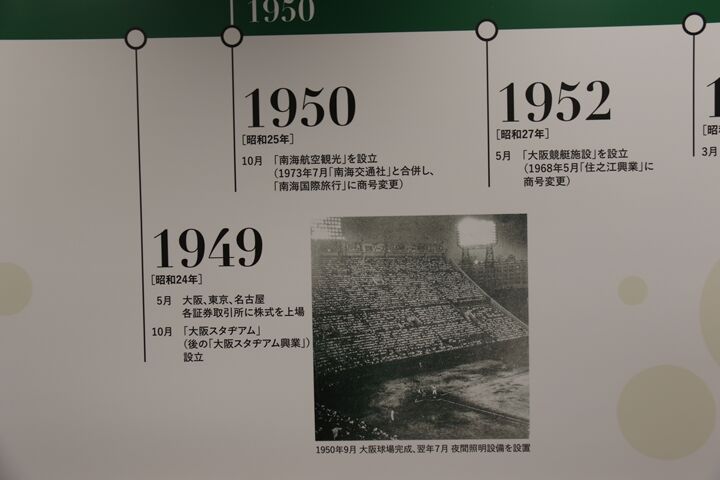 1950
1950
[昭和25年]
10月 「南海航空観光」を設立
（1973年7月「南海交通社」と合併し、
「南海国際旅行」に商号変更）
1952
[昭和27年]
5月 「大阪競艇施設」を設立
（1968年5月「住之江興業」に
商号変更）
3月
1949
[昭和24年]
5月 大阪、東京、名古屋
各証券取引所に株式を上場
10月 「大阪スタヂアム」
（後の「大阪スタヂアム興業」）
設立
1950年9月 大阪球場完成、翌年7月 夜間照明設備を設置